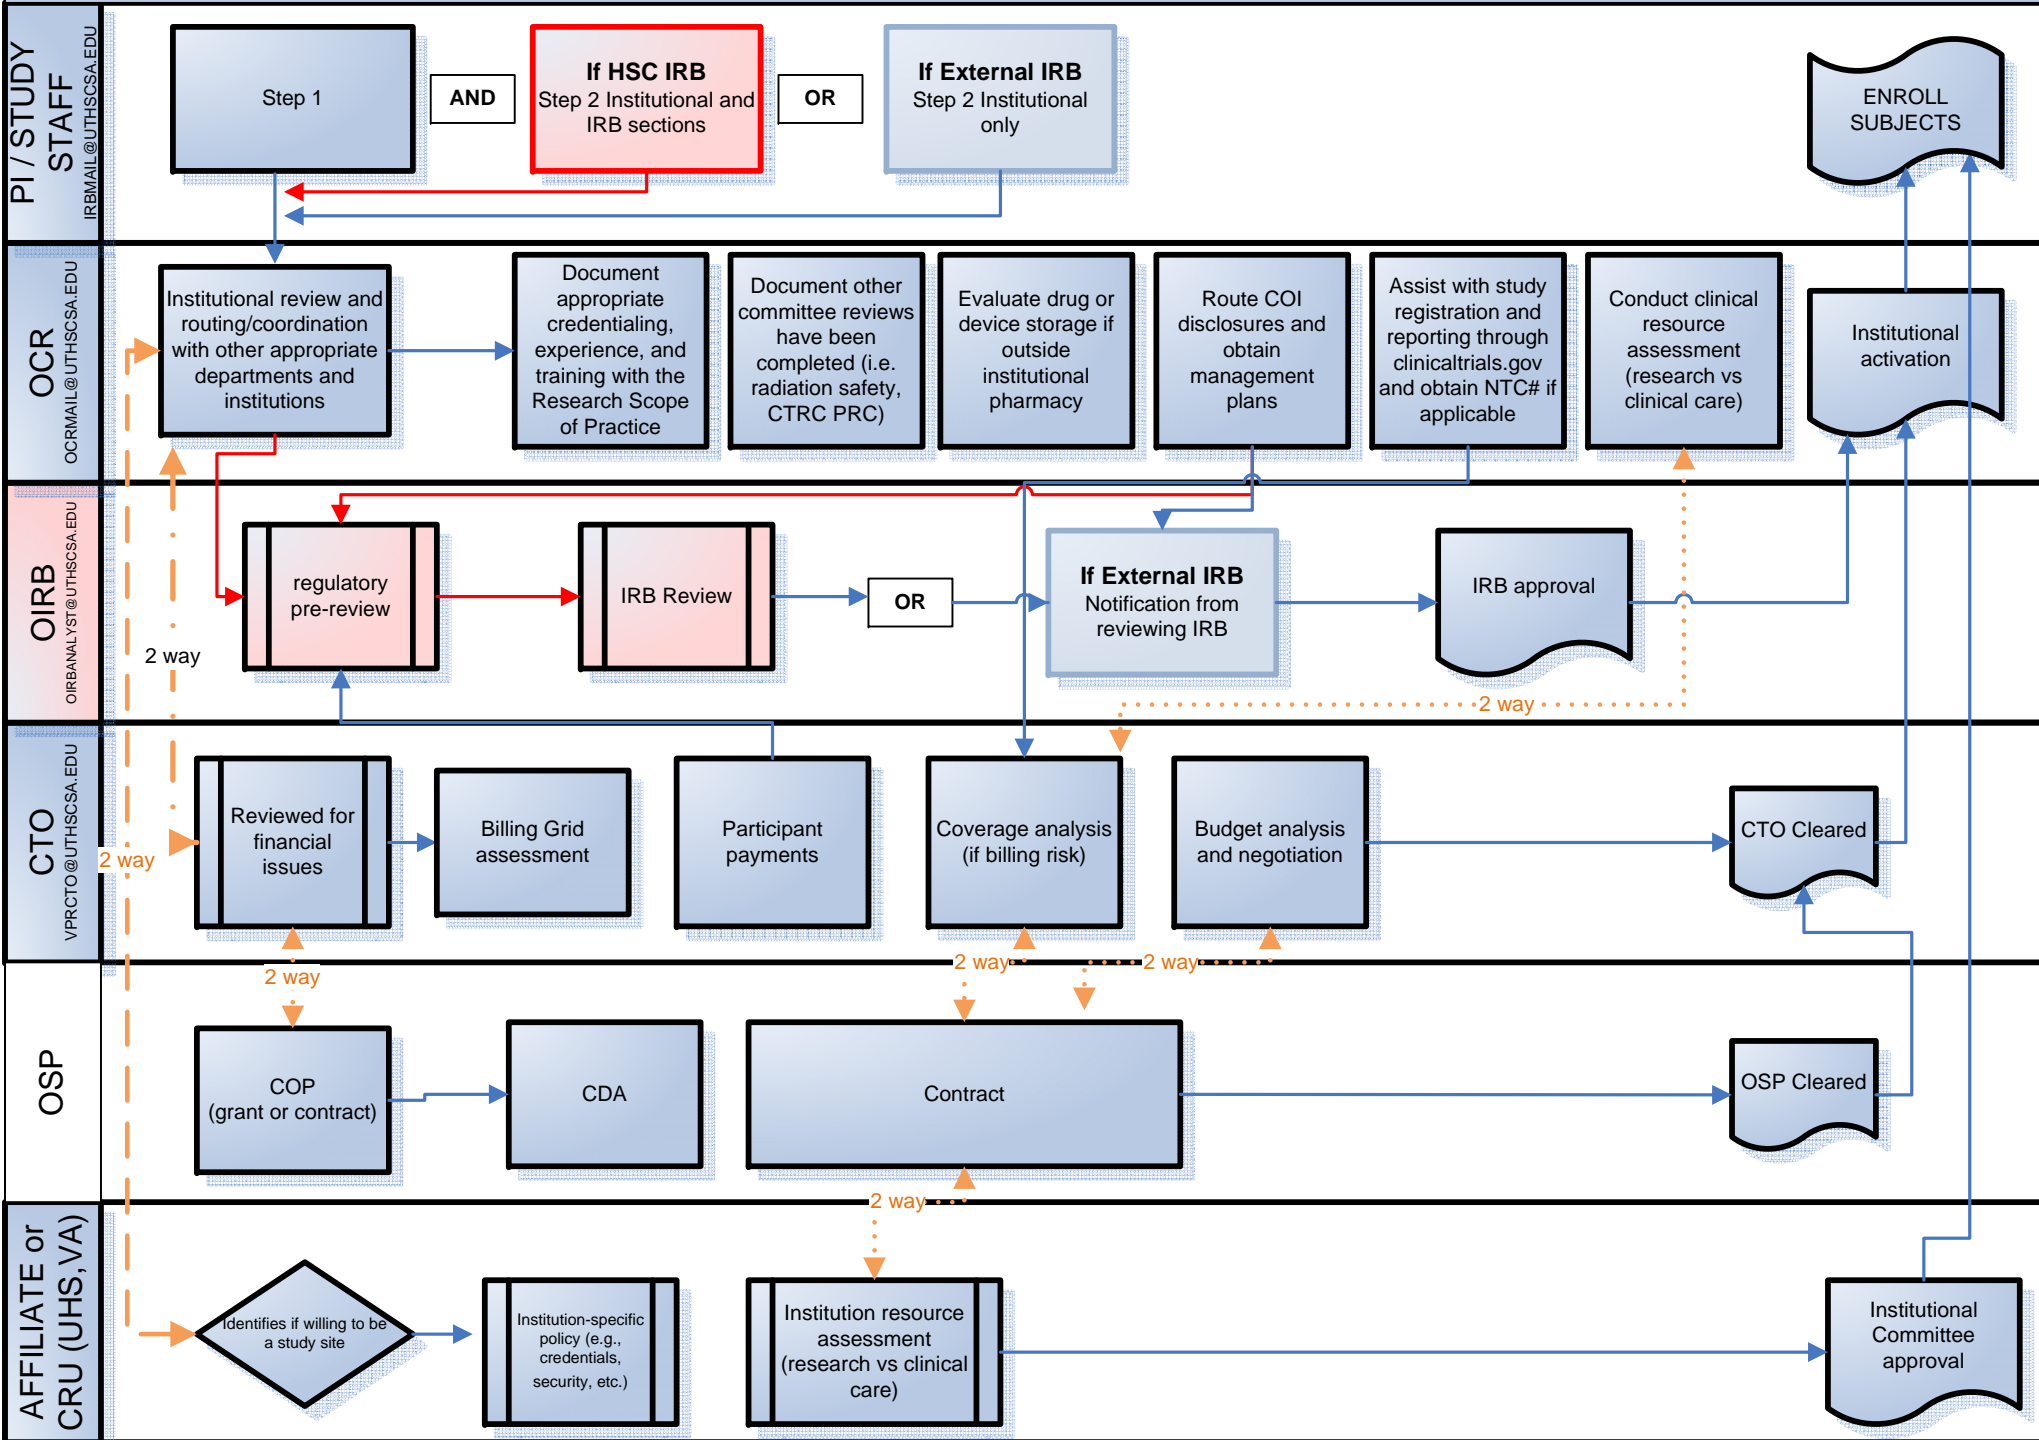 PI / STUDY
STAFF
IRBMAIL@UTHSCSA.EDU
Step 1
AND
If HSC IRB
Step 2 Institutional and
IRB sections
OR
If External IRB
Step 2 Institutional
only
ENROLL
SUBJECTS
OCR
OCRMAIL@UTHSCSA.EDU
Institutional review and
routing/coordination
with other appropriate
departments and
institutions
Document
appropriate
credentialing,
experience, and
training with the
Research Scope
of Practice
Document other
committee reviews
have been
completed (i.e.
radiation safety,
CTRC PRC)
Evaluate drug or
device storage if
outside
institutional
pharmacy
Route COI
disclosures and
obtain
management
plans
Assist with study
registration and
reporting through
clinicaltrials.gov
and obtain NTC# if
applicable
Conduct clinical
resource
assessment
(research vs
clinical care)
Institutional
activation
OIRB
OIRBANALYST@UTHSCSA.EDU
2 way
regulatory
pre-review
IRB Review
OR
If External IRB
Notification from
reviewing IRB
IRB approval
2 way
CTO
VPRCTO@UTHSCSA.EDU
2 way
Reviewed for
financial
issues
Billing Grid
assessment
Participant
payments
Coverage analysis
(if billing risk)
Budget analysis
and negotiation
CTO Cleared
2 way
2 way
2 way
OSP
COP
(grant or contract)
CDA
Contract
OSP Cleared
2 way
AFFILIATE or
CRU (UHS,VA)
Identifies if willing to be
a study site
Institution-specific
policy (e.g.,
credentials,
security, etc.)
Institution resource
assessment
(research vs clinical
care)
Institutional
Committee
approval